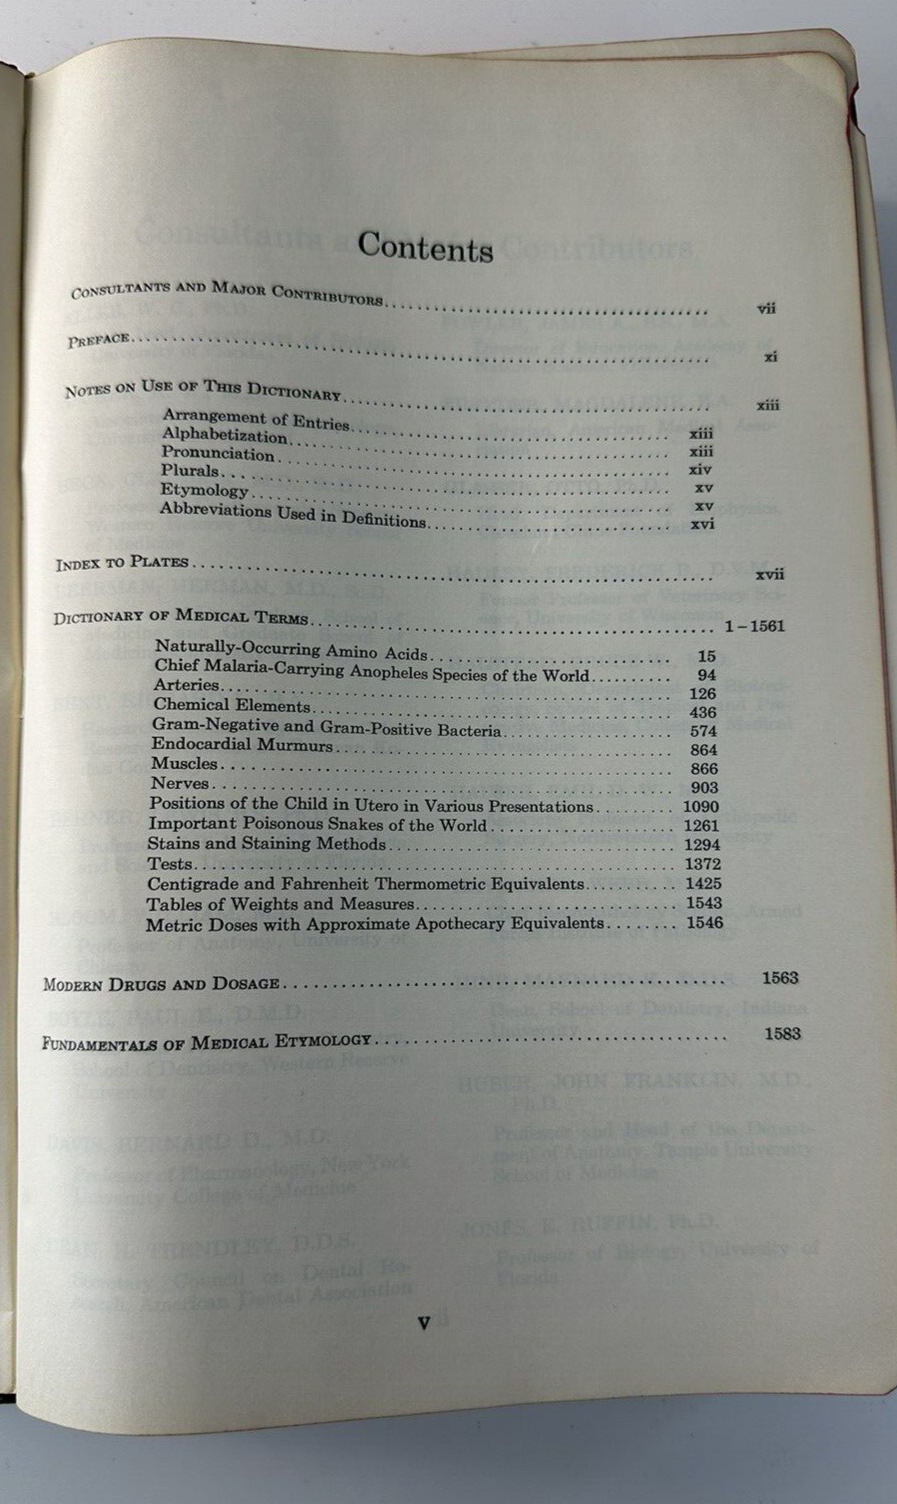 Contents
CONSULTANTS AND MAJOR CONTRIBUTORS........................................ vii
PREFACE........................................ xi
NOTES ON USE OF THIS DICTIONARY........................................ xiii
Arrangement of Entries........................................ xiii
Alphabetization........................................ xiii
Pronunciation........................................ xiv
Plurals........................................ xv
Etymology........................................ xv
Abbreviations Used in Definitions.............................. xvi
INDEX TO PLATES........................................ xvii
DICTIONARY OF MEDICAL TERMS........................................ 1–1561
Naturally-Occurring Amino Acids.............................. 15
Chief Malaria-Carrying Anopheles Species of the World.......... 94
Arteries........................................ 126
Chemical Elements........................................ 436
Gram-Negative and Gram-Positive Bacteria.................... 574
Endocardial Murmurs........................................ 864
Muscles........................................ 866
Nerves........................................ 903
Positions of the Child in Utero in Various Presentations......... 1090
Important Poisonous Snakes of the World...................... 1261
Stains and Staining Methods.................................. 1294
Tests........................................ 1372
Centigrade and Fahrenheit Thermometric Equivalents........... 1425
Tables of Weights and Measures.............................. 1543
Metric Doses with Approximate Apothecary Equivalents........ 1546
MODERN DRUGS AND DOSAGE........................................ 1563
FUNDAMENTALS OF MEDICAL ETYMOLOGY........................................ 1583
v